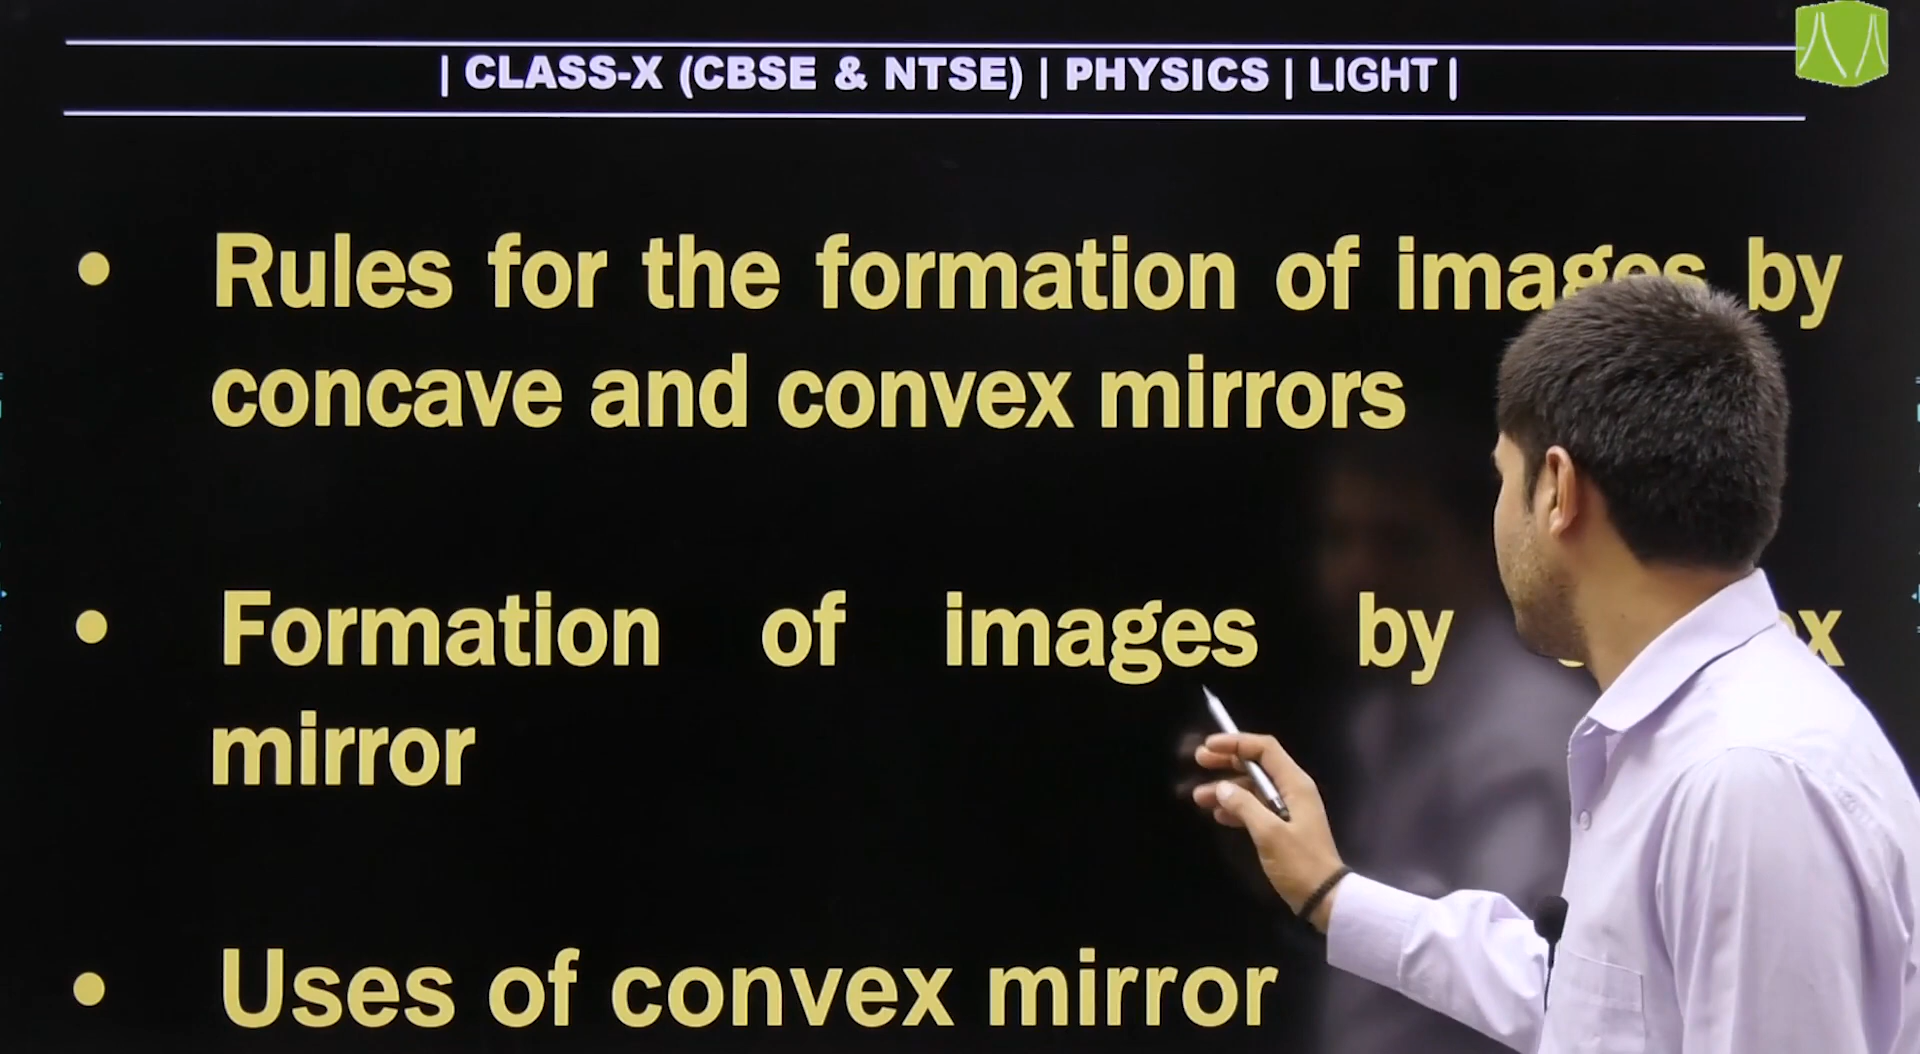 | CLASS-X (CBSE & NTSE) | PHYSICS | LIGHT |
• Rules for the formation of images by
concave and convex mirrors
• Formation of images by
mirror
• Uses of convex mirror